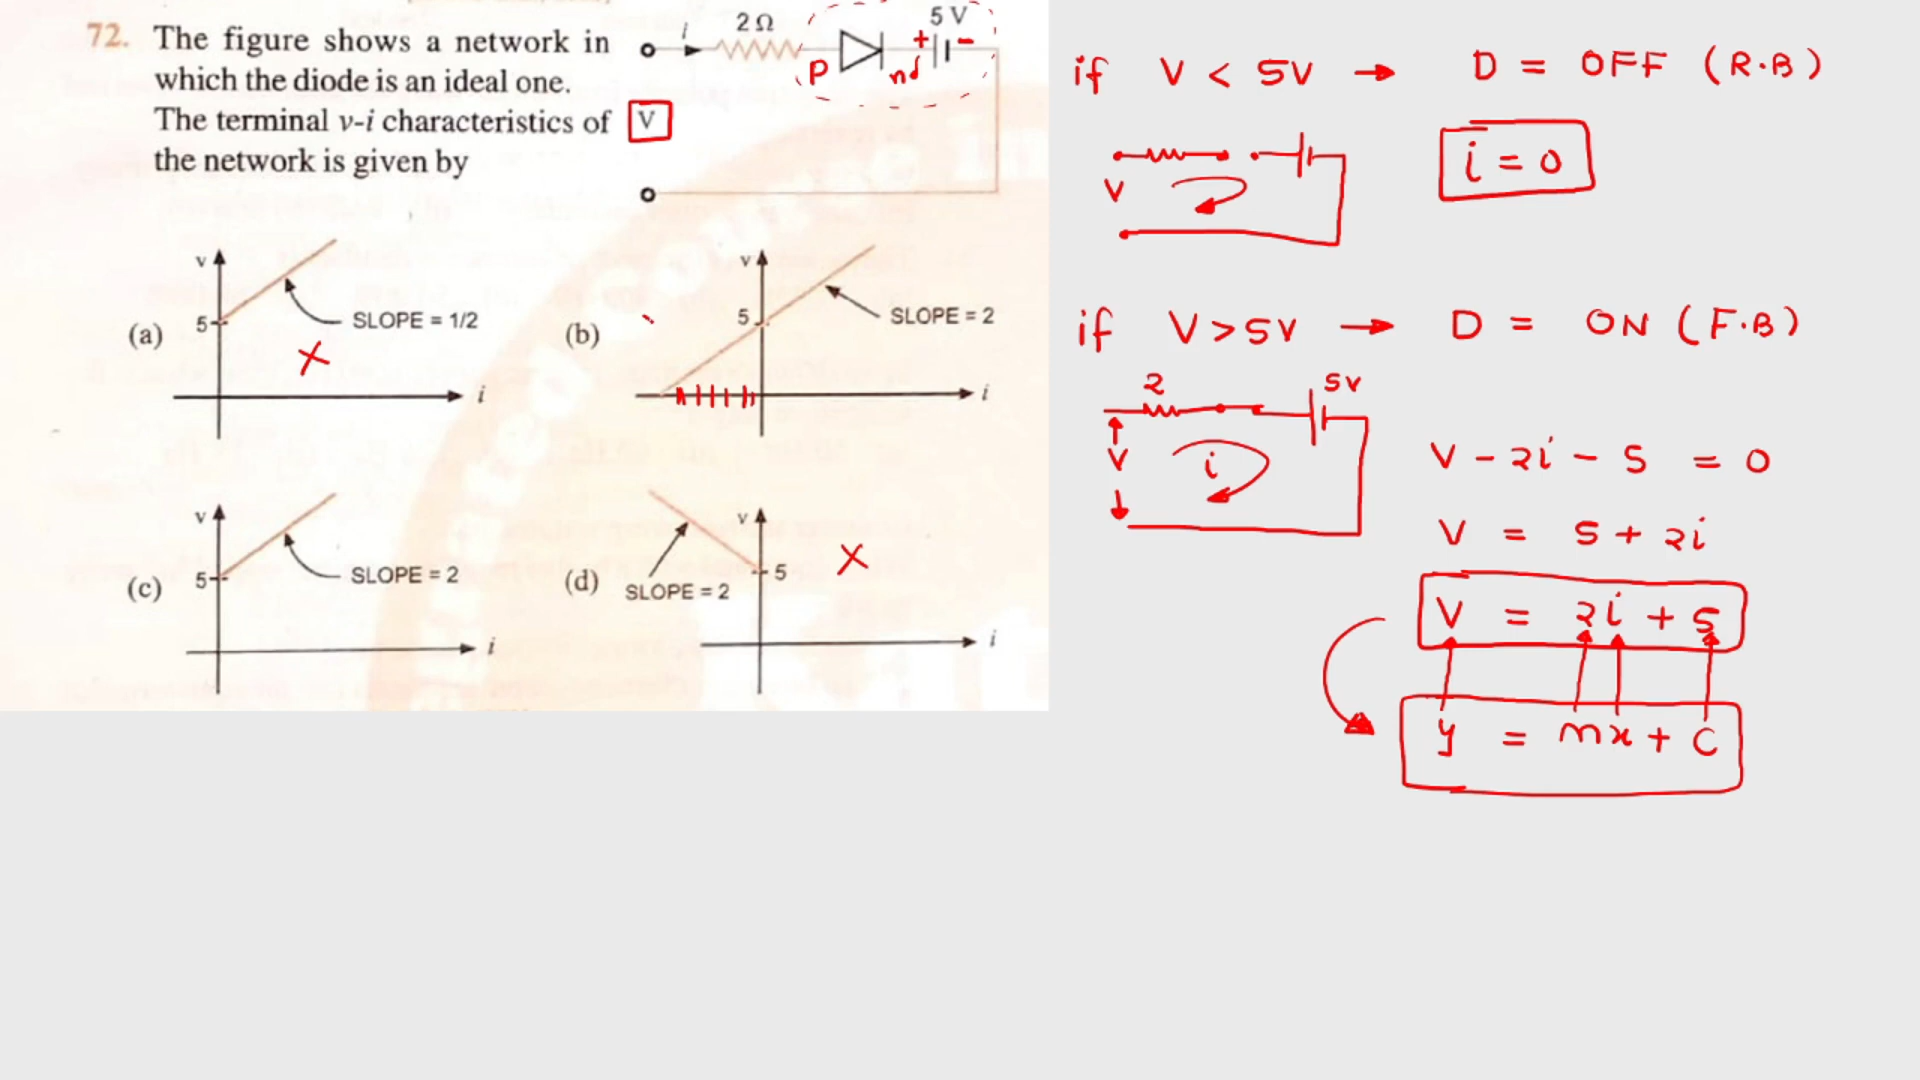 72. The figure shows a network in
which the diode is an ideal one.
The terminal v-i characteristics of
the network is given by
i
2 Ω
5 V
P
+
-
V
if V < 5V → D = OFF (R.B)
V
i = 0
if V > 5V → D = ON (F.B)
2
5V
V
i
V - 2i - 5 = 0
V = 5 + 2i
V = 2i + 5
y = mx + C
(a)
v
5
SLOPE = 1/2
i
(b)
v
5
SLOPE = 2
i
(c)
v
5
SLOPE = 2
i
(d)
v
5
SLOPE = 2
i